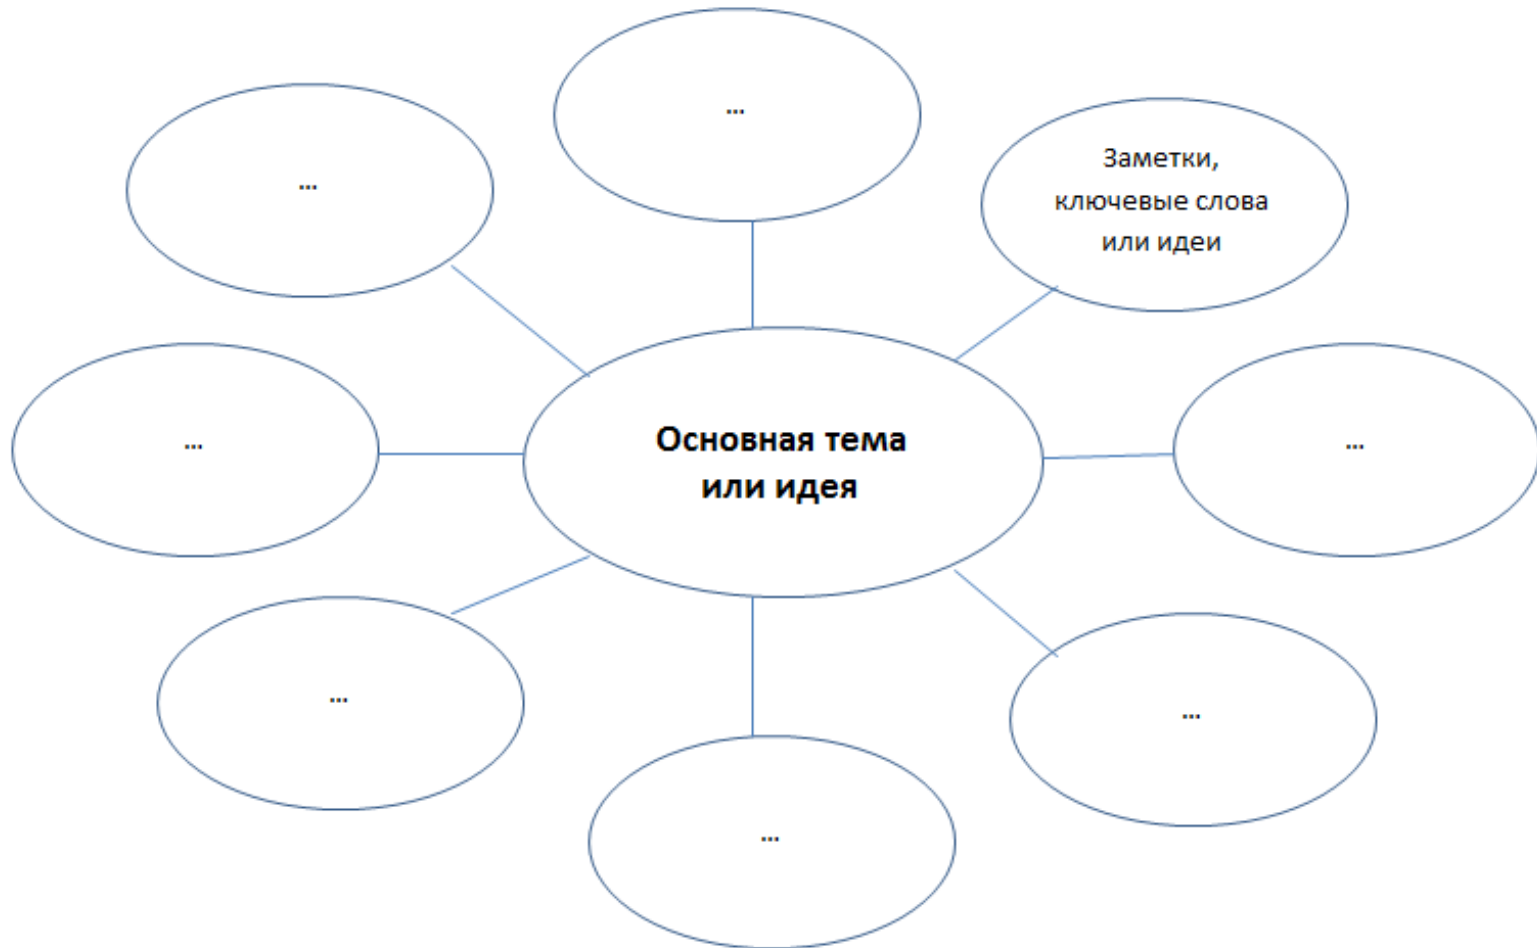 ...
...
Заметки,
ключевые слова
или идеи
...
Основная тема
или идея
...
...
...
...